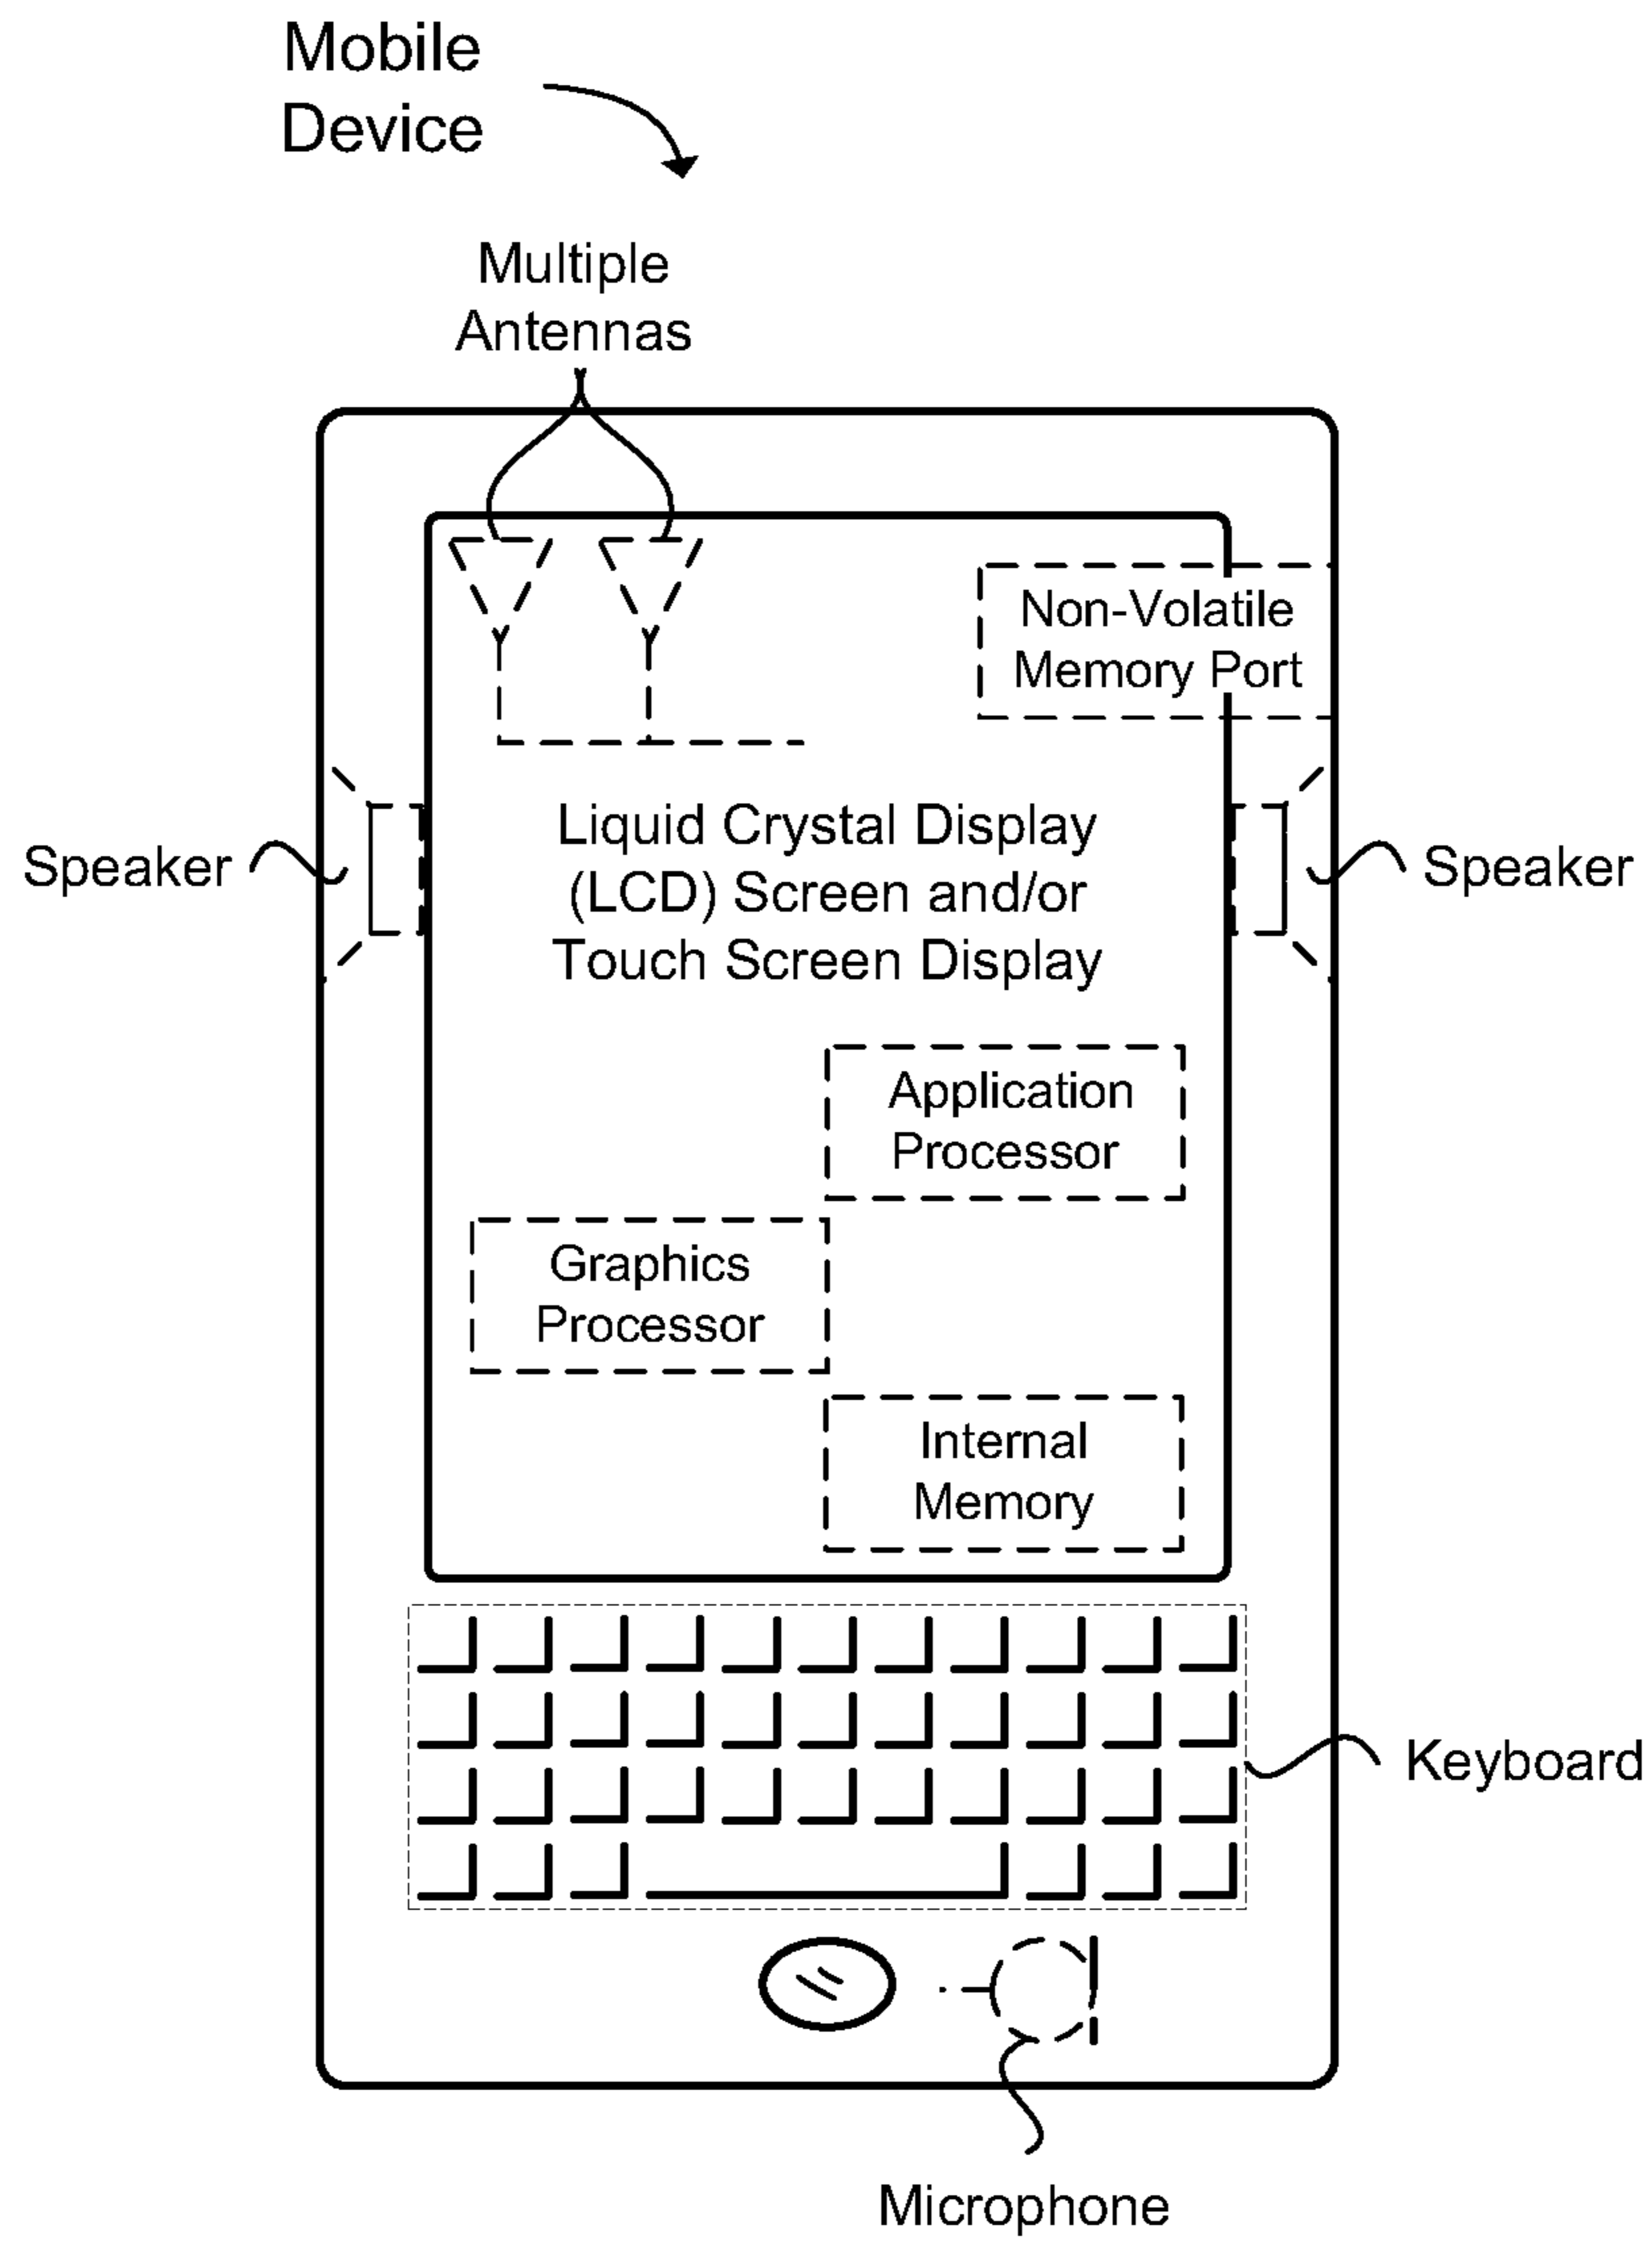 Mobile
Device
Multiple
Antennas
Non-Volatile
Memory Port
Speaker
Liquid Crystal Display
(LCD) Screen and/or
Touch Screen Display
Speaker
Application
Processor
Graphics
Processor
Internal
Memory
Keyboard
Microphone